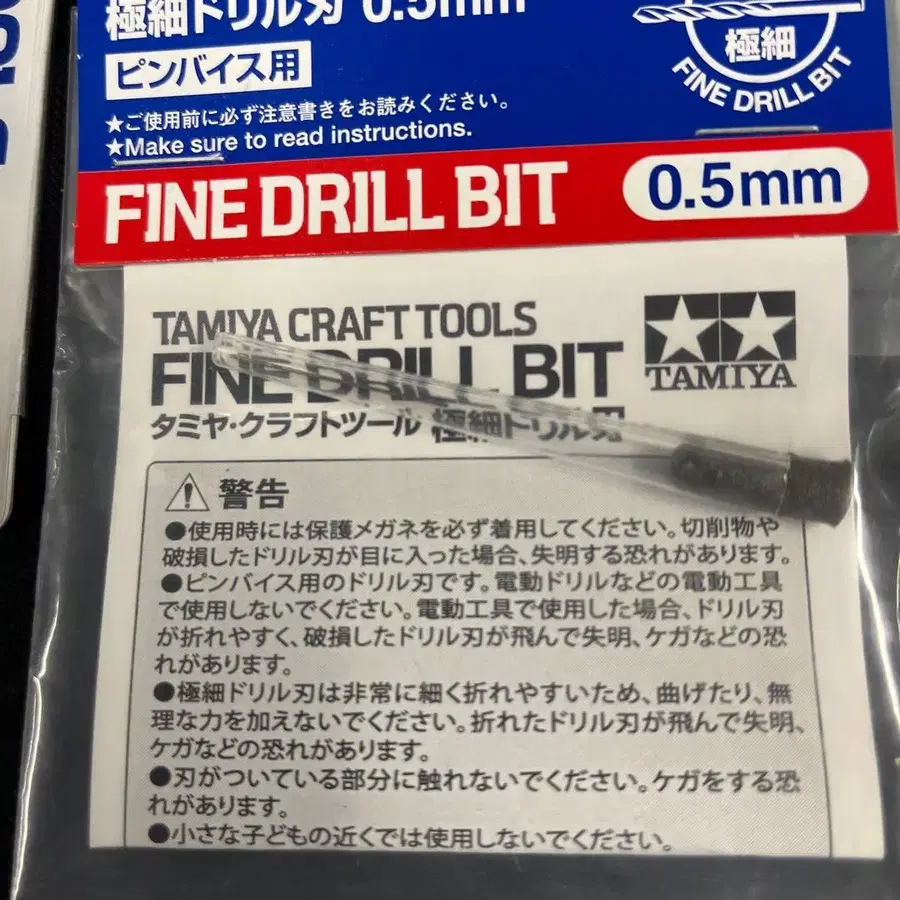 極細ドリル刃 0.5mm
ピンバイス用
★ご使用前に必ず注意書きをお読みください。
★Make sure to read instructions.
極細
FINE DRILL BIT
FINE DRILL BIT
0.5mm
TAMIYA CRAFT TOOLS
FINE DRILL BIT
タミヤ・クラフトツール 極細ドリル刃
TAMIYA
警告
●使用時には保護メガネを必ず着用してください。切削物や
破損したドリル刃が目に入った場合、失明する恐れがあります。
●ピンバイス用のドリル刃です。電動ドリルなどの電動工具
で使用しないでください。電動工具で使用した場合、ドリル刃
が折れやすく、破損したドリル刃が飛んで失明、ケガなどの恐
れがあります。
●極細ドリル刃は非常に細く折れやすいため、曲げたり、無
理な力を加えないでください。折れたドリル刃が飛んで失明、
ケガなどの恐れがあります。
●刃がついている部分に触れないでください。ケガをする恐
れがあります。
●小さな子どもの近くでは使用しないでください。